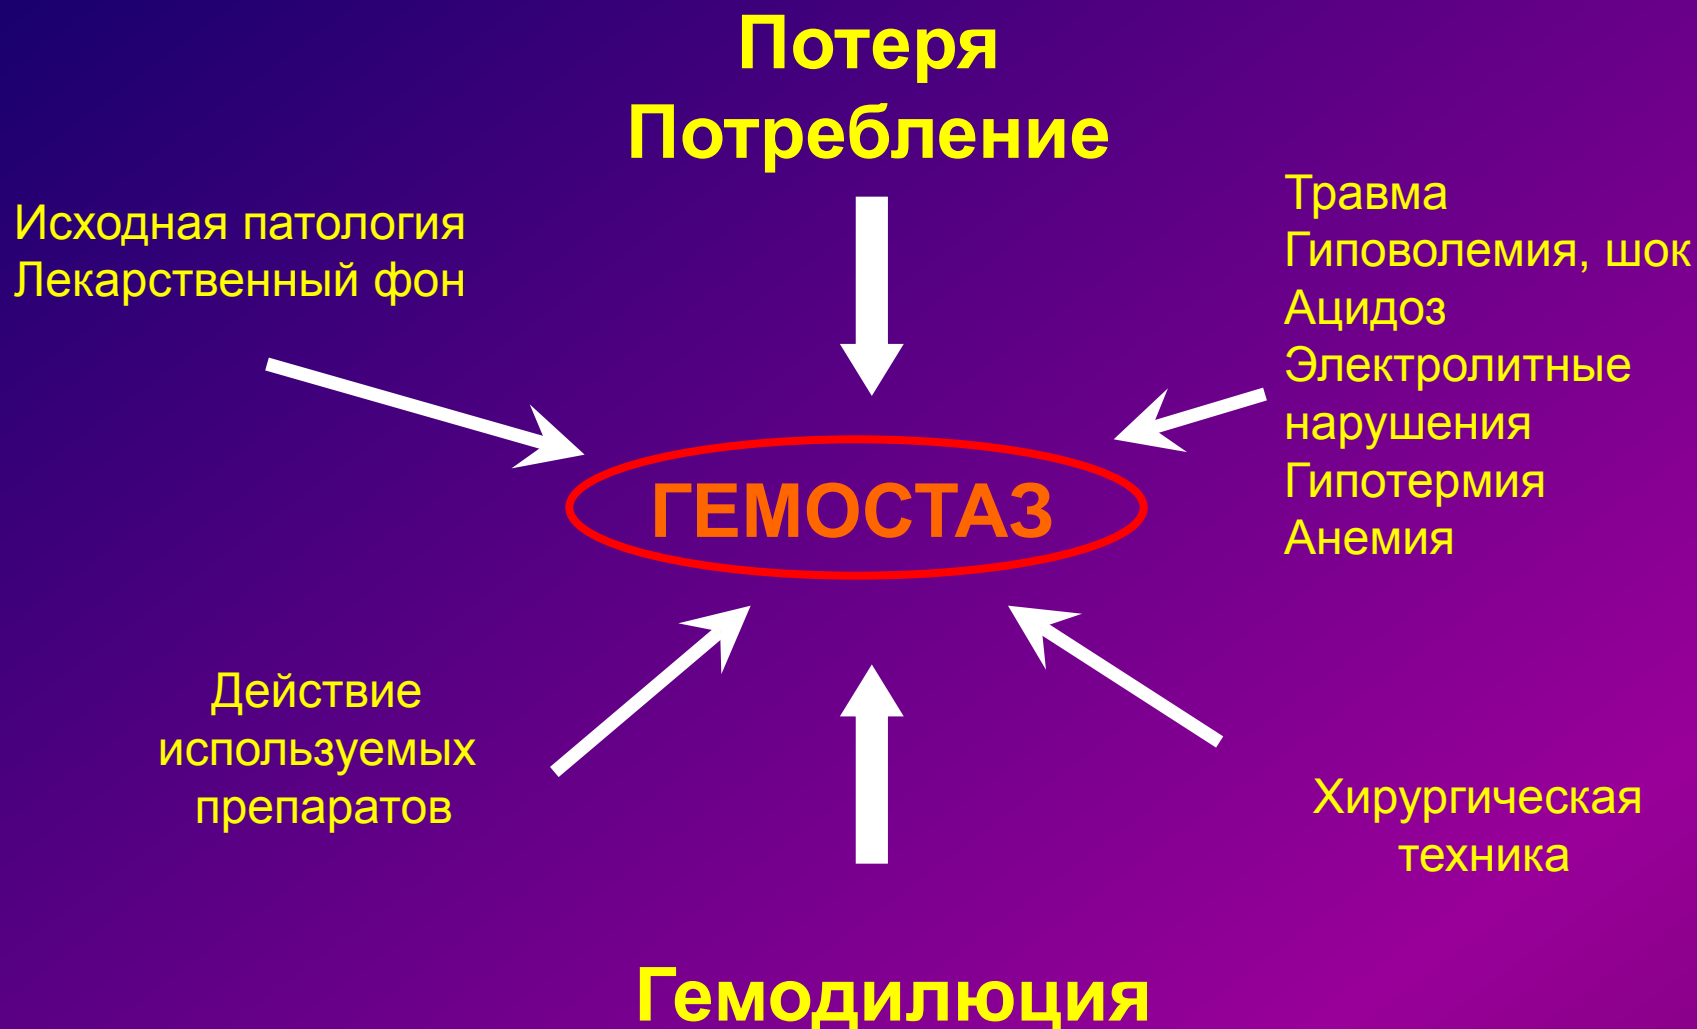 Потеря
Потребление
Исходная патология
Лекарственный фон
Травма
Гиповолемия, шок
Ацидоз
Электролитные
нарушения
Гипотермия
Анемия
ГЕМОСТАЗ
Действие
используемых
препаратов
Хирургическая
техника
Гемодилюция